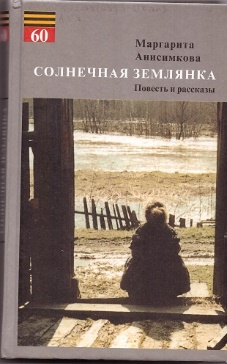 60
Маргарита
Анисимкова
СОЛНЕЧНАЯ ЗЕМЛЯНКА
Повесть и рассказы